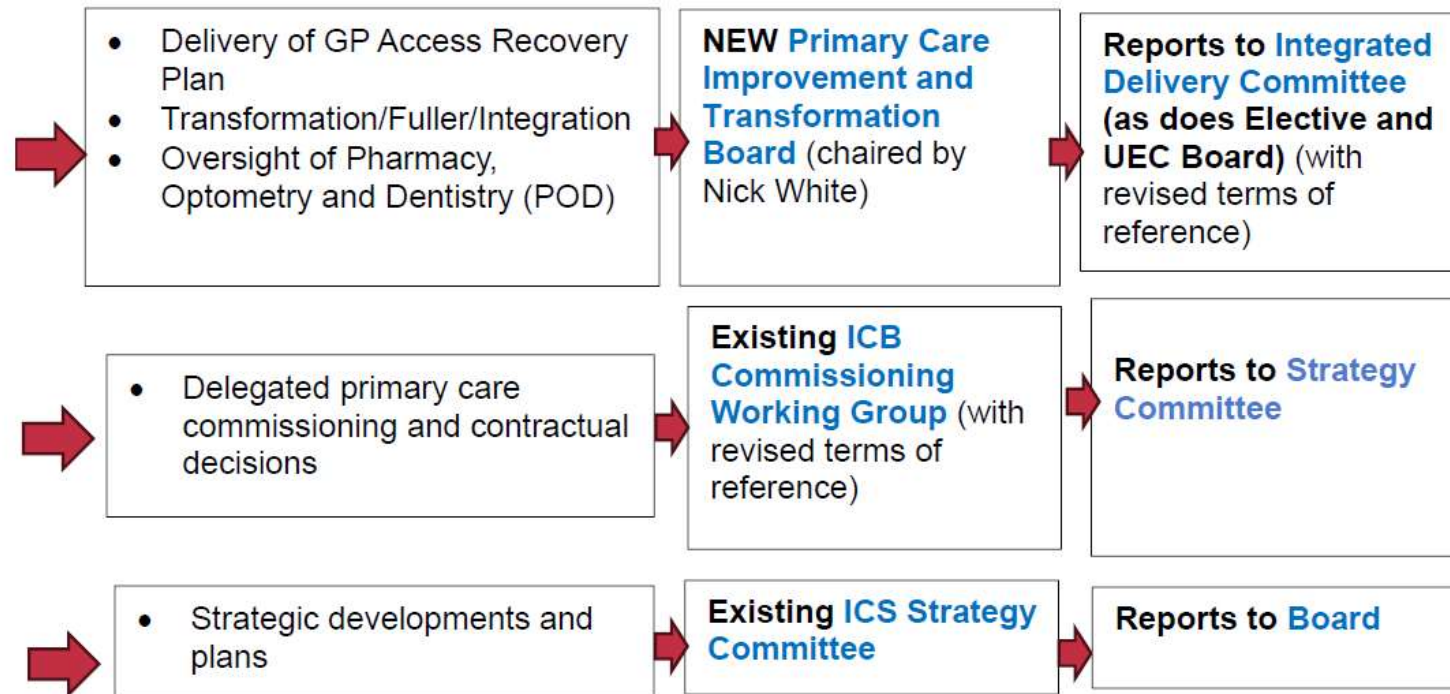 • Delivery of GP Access Recovery
Plan
• Transformation/Fuller/Integration
• Oversight of Pharmacy,
Optometry and Dentistry (POD)
NEW Primary Care
Improvement and
Transformation
Board (chaired by
Nick White)
Reports to Integrated
Delivery Committee
(as does Elective and
UEC Board) (with
revised terms of
reference)
• Delegated primary care
commissioning and contractual
decisions
Existing ICB
Commissioning
Working Group (with
revised terms of
reference)
Reports to Strategy
Committee
• Strategic developments and
plans
Existing ICS Strategy
Committee
Reports to Board